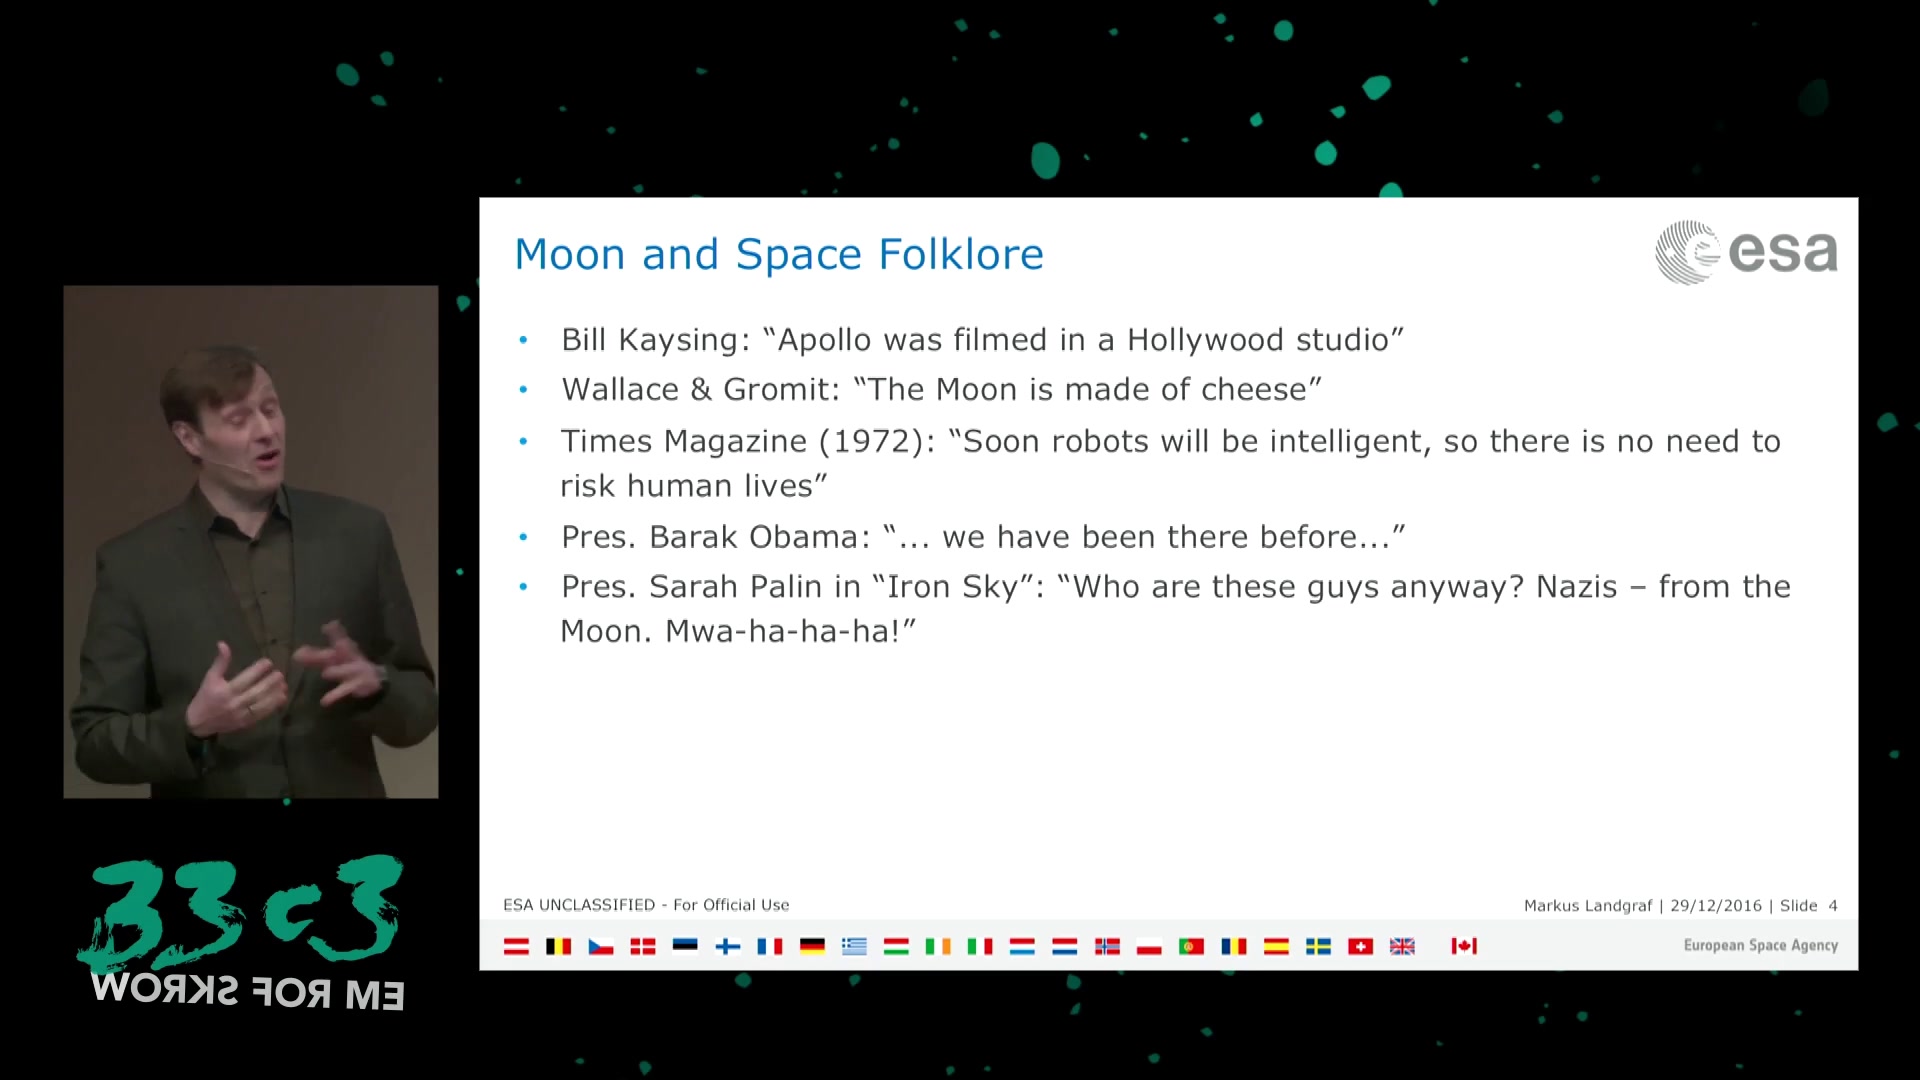 Moon and Space Folklore
esa
• Bill Kaysing: “Apollo was filmed in a Hollywood studio”
• Wallace & Gromit: “The Moon is made of cheese”
• Times Magazine (1972): “Soon robots will be intelligent, so there is no need to
risk human lives”
• Pres. Barak Obama: “... we have been there before...”
• Pres. Sarah Palin in “Iron Sky”: “Who are these guys anyway? Nazis – from the
Moon. Mwa-ha-ha-ha!”
ESA UNCLASSIFIED - For Official Use
Markus Landgraf | 29/12/2016 | Slide 4
European Space Agency
33c3
WORKS FOR ME